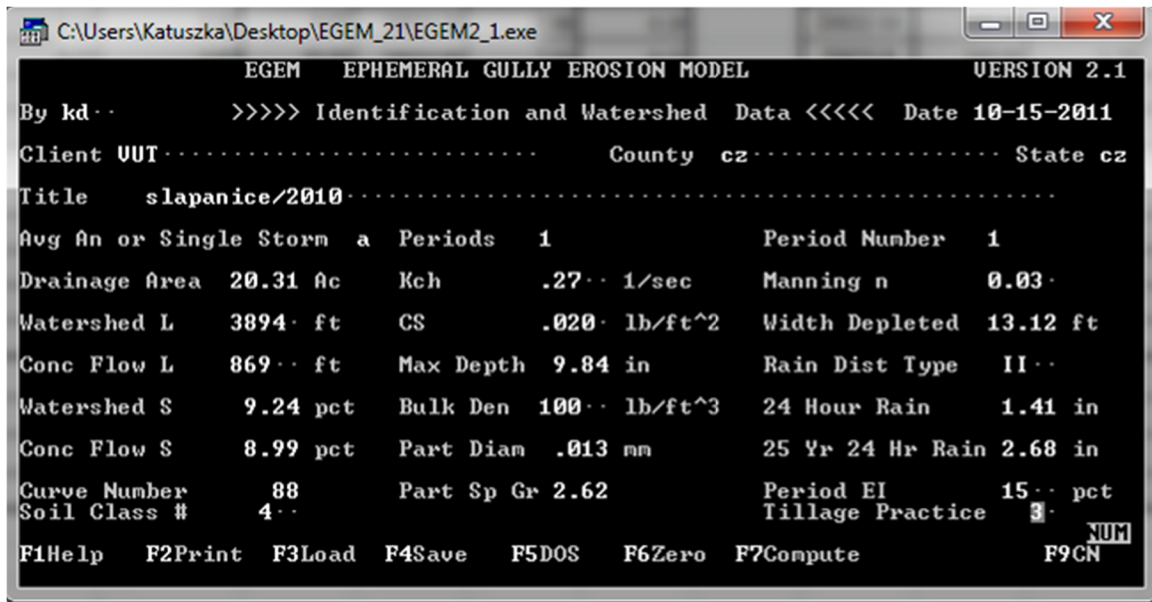 C:\Users\Katuszka\Desktop\EGEM_21\EGEM2_1.exe
EGEM EPHEMERAL GULLY EROSION MODEL VERSION 2.1
By kd·· >>>>> Identification and Watershed Data <<<<< Date 10-15-2011
Client VUT···························· County cz··················· State cz
Title slapanice/2010···················································
Avg An or Single Storm a Periods 1 Period Number 1
Drainage Area 20.31 Ac Kch .27·· 1/sec Manning n 0.03·
Watershed L 3894· ft CS .020· lb/ft^2 Width Depleted 13.12 ft
Conc Flow L 869·· ft Max Depth 9.84 in Rain Dist Type II··
Watershed S 9.24 pct Bulk Den 100·· lb/ft^3 24 Hour Rain 1.41 in
Conc Flow S 8.99 pct Part Diam .013 mm 25 Yr 24 Hr Rain 2.68 in
Curve Number 88 Part Sp Gr 2.62 Period EI 15·· pct
Soil Class # 4·· Tillage Practice 3·
NUM
F1Help F2Print F3Load F4Save F5DOS F6Zero F7Compute F9CN